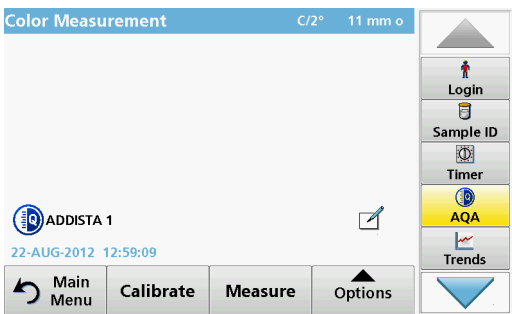 Color Measurement C/2° 11 mm o
Login
Sample ID
Timer
ADDISTA 1
AQA
22-AUG-2012 12:59:09
Trends
Main
Menu
Calibrate
Measure
Options